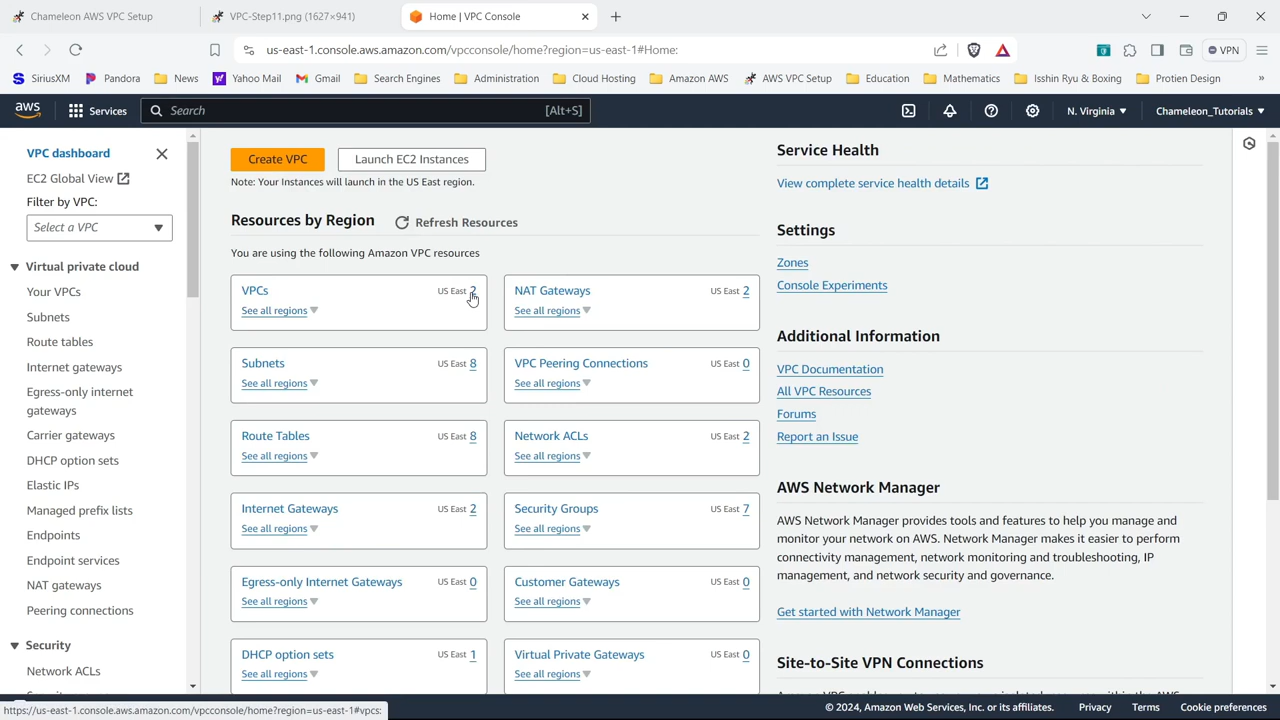 Chameleon AWS VPC Setup
VPC-Step11.png (1627×941)
Home | VPC Console
us-east-1.console.aws.amazon.com/vpcconsole/home?region=us-east-1#Home:
VPN
SiriusXM
Pandora
News
Yahoo Mail
Gmail
Search Engines
Administration
Cloud Hosting
Amazon AWS
AWS VPC Setup
Education
Mathematics
Isshin Ryu & Boxing
Protien Design
»
aws
Services
Search
[Alt+S]
N. Virginia
Chameleon_Tutorials
VPC dashboard
EC2 Global View
Filter by VPC:
Select a VPC
Virtual private cloud
Your VPCs
Subnets
Route tables
Internet gateways
Egress-only internet
gateways
Carrier gateways
DHCP option sets
Elastic IPs
Managed prefix lists
Endpoints
Endpoint services
NAT gateways
Peering connections
Security
Network ACLs
Create VPC
Launch EC2 Instances
Note: Your Instances will launch in the US East region.
Resources by Region
Refresh Resources
You are using the following Amazon VPC resources
VPCs
US East 2
See all regions
NAT Gateways
US East 2
See all regions
Subnets
US East 8
See all regions
VPC Peering Connections
US East 0
See all regions
Route Tables
US East 8
See all regions
Network ACLs
US East 2
See all regions
Internet Gateways
US East 2
See all regions
Security Groups
US East 7
See all regions
Egress-only Internet Gateways
US East 0
See all regions
Customer Gateways
US East 0
See all regions
DHCP option sets
US East 1
See all regions
Virtual Private Gateways
US East 0
See all regions
Service Health
View complete service health details
Settings
Zones
Console Experiments
Additional Information
VPC Documentation
All VPC Resources
Forums
Report an Issue
AWS Network Manager
AWS Network Manager provides tools and features to help you manage and
monitor your network on AWS. Network Manager makes it easier to perform
connectivity management, network monitoring and troubleshooting, IP
management, and network security and governance.
Get started with Network Manager
Site-to-Site VPN Connections
https://us-east-1.console.aws.amazon.com/vpcconsole/home?region=us-east-1#vpcs:
© 2024, Amazon Web Services, Inc. or its affiliates.
Privacy
Terms
Cookie preferences